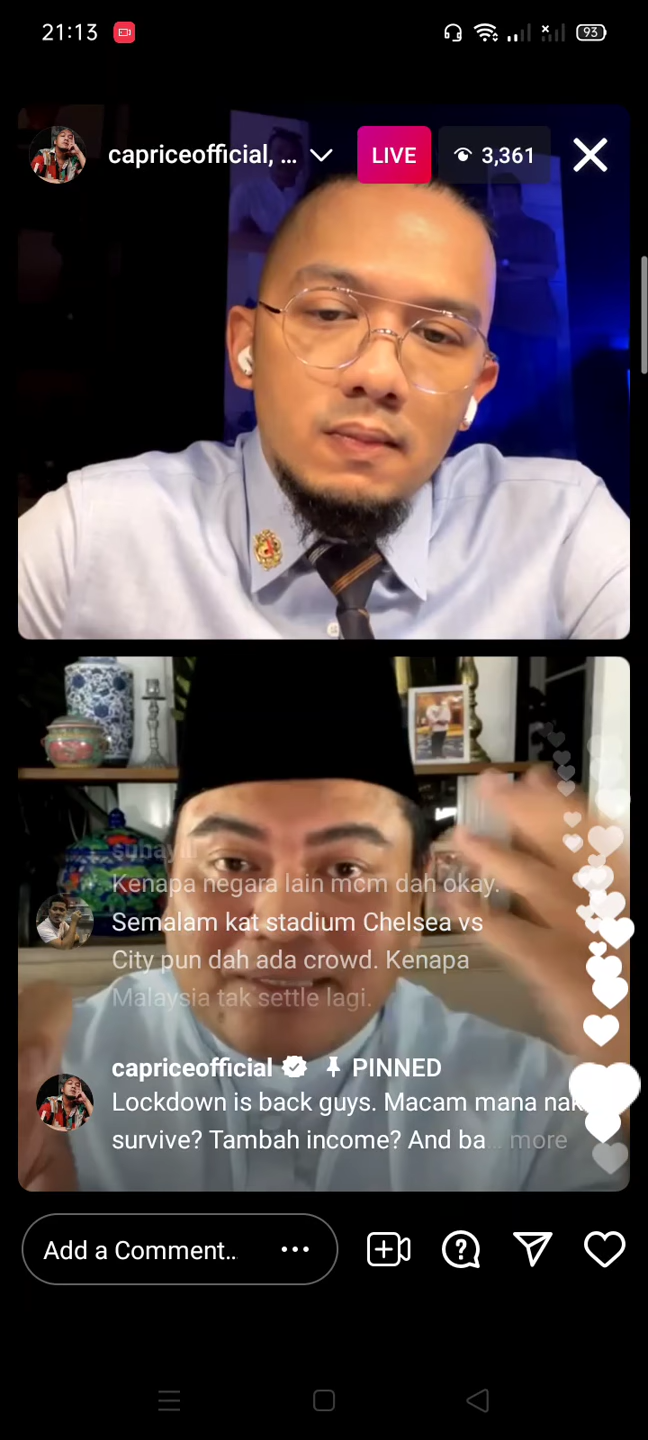 21:13
93
capriceofficial, ...
LIVE
3,361
Kenapa negara lain mcm dah okay.
Semalam kat stadium Chelsea vs
City pun dah ada crowd. Kenapa
Malaysia tak settle lagi.
capriceofficial PINNED
Lockdown is back guys. Macam mana nak
survive? Tambah income? And ba... more
Add a Comment..